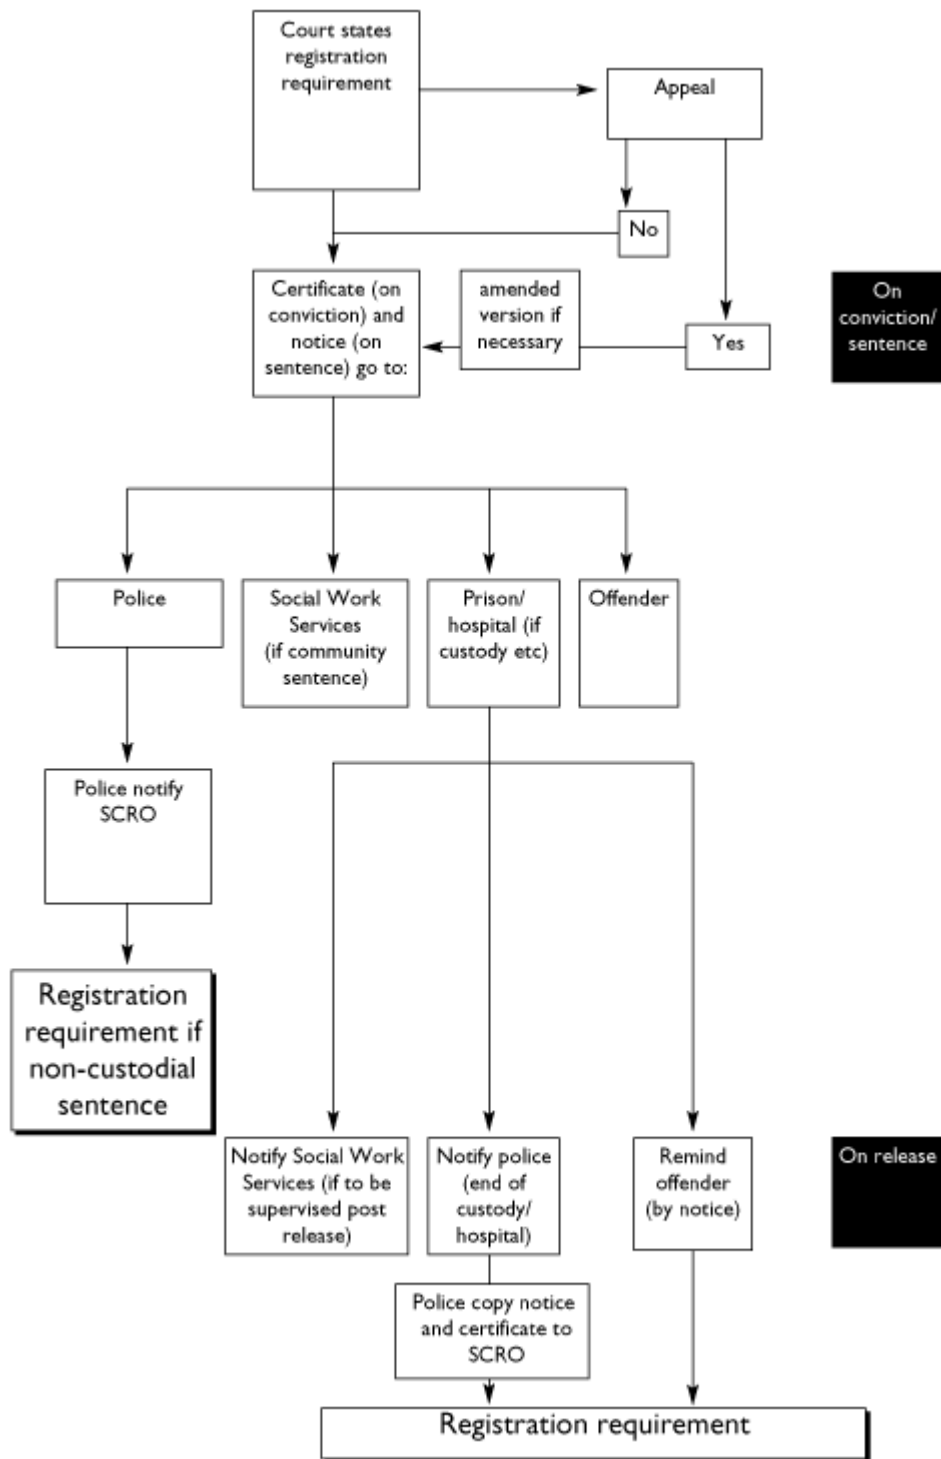 Court states
registration
requirement
Appeal
No
Certificate (on
conviction) and
notice (on
sentence) go to:
amended
version if
necessary
Yes
On
conviction/
sentence
Police
Social Work
Services
(if community
sentence)
Prison/
hospital (if
custody etc)
Offender
Police notify
SCRO
Registration
requirement if
non-custodial
sentence
Notify Social Work
Services (if to be
supervised post
release)
Notify police
(end of
custody/
hospital)
Remind
offender
(by notice)
On release
Police copy notice
and certificate to
SCRO
Registration requirement